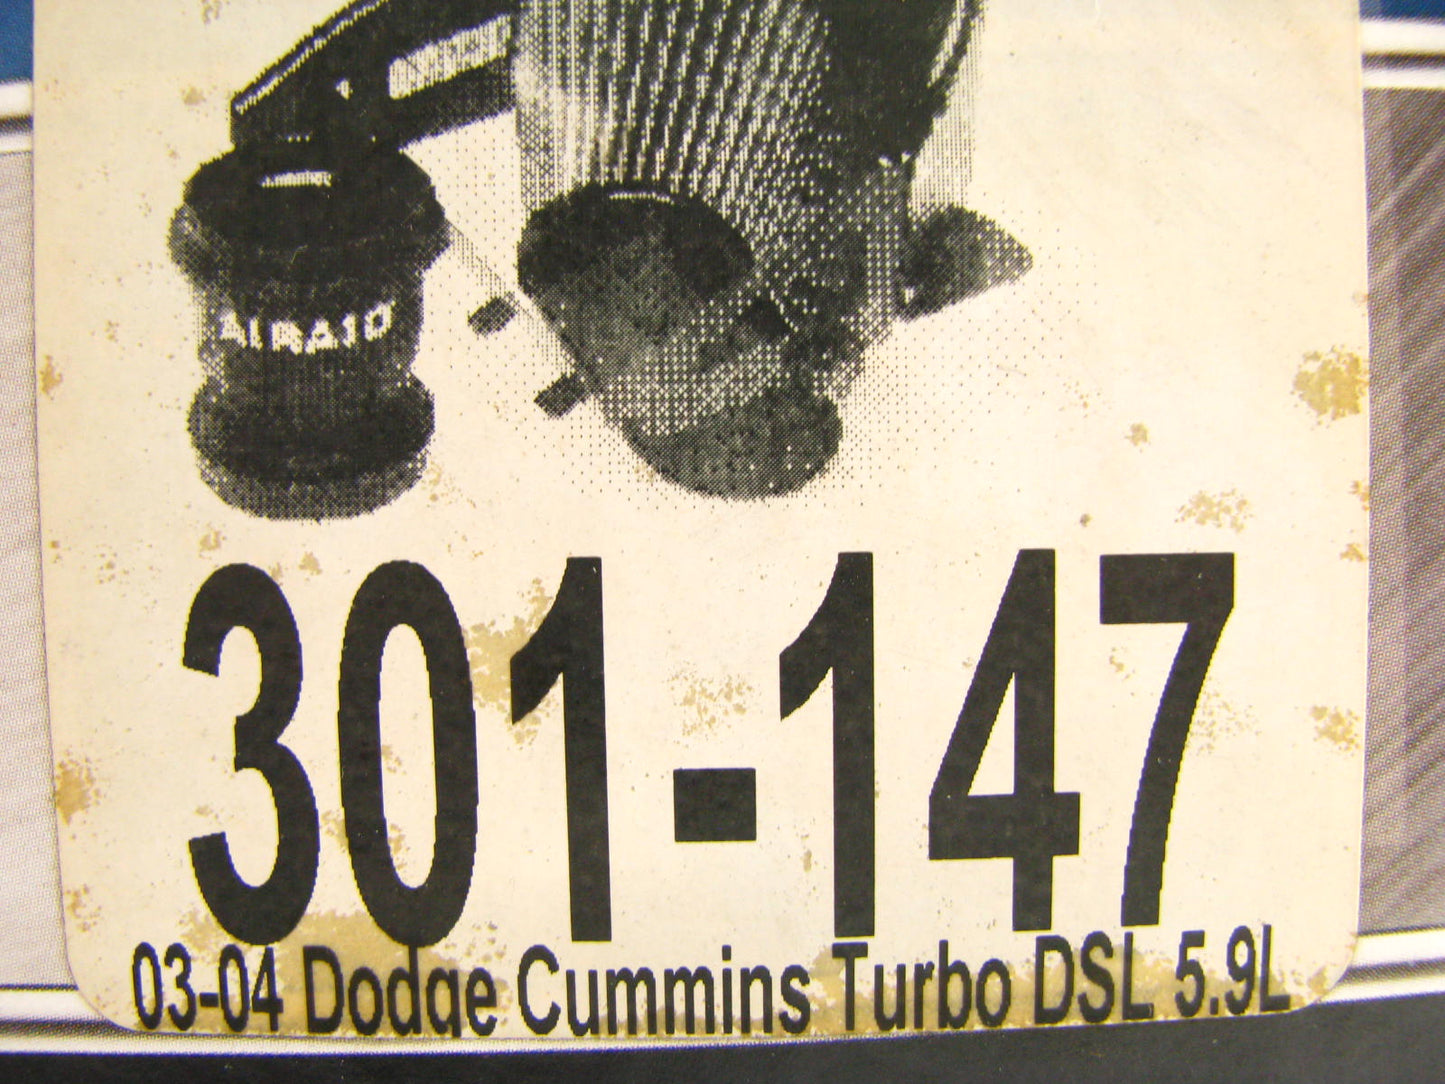 AIRAID
301-147
03-04 Dodge Cummins Turbo DSL 5.9L